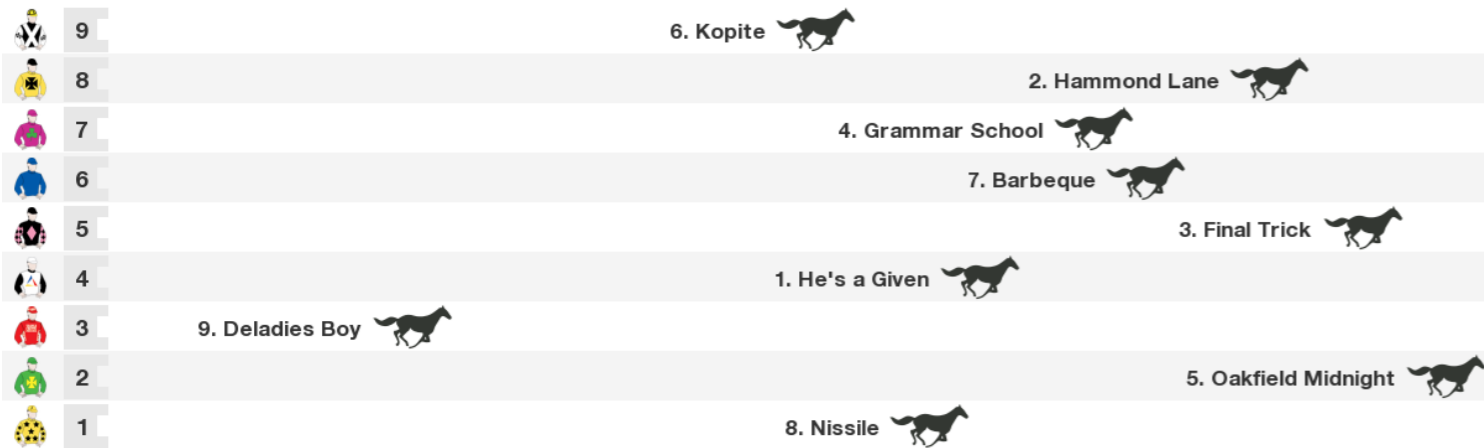 9 6. Kopite
8 2. Hammond Lane
7 4. Grammar School
6 7. Barbeque
5 3. Final Trick
4 1. He's a Given
3 9. Deladies Boy
2 5. Oakfield Midnight
1 8. Nissile